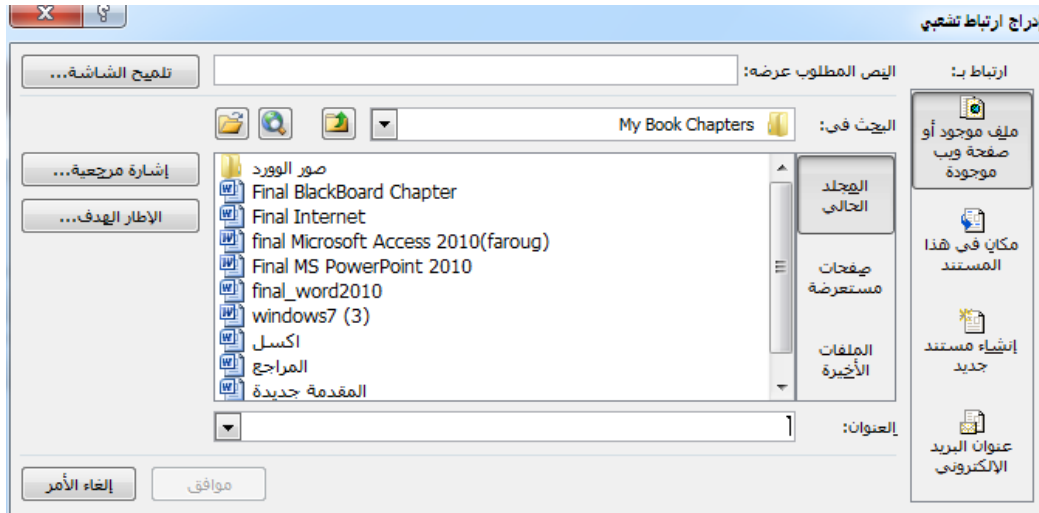 دراج ارتباط تشعبي
ارتباط بـ:
النص المطلوب عرضه:
تلميح الشاشة...
ملف موجود أو
صفحة ويب
موجودة
البحث في:
My Book Chapters
المجلد
الحالي
صور الوورد
إشارة مرجعية...
Final BlackBoard Chapter
Final Internet
الإطار الهدف...
مكان في هذا
المستند
final Microsoft Access 2010(faroug)
صفحات
مستعرضة
Final MS PowerPoint 2010
final_word2010
windows7 (3)
إنشاء مستند
جديد
الملفات
الأخيرة
اكسل
المراجع
المقدمة جديدة
العنوان:
عنوان البريد
الإلكتروني
موافق
إلغاء الأمر